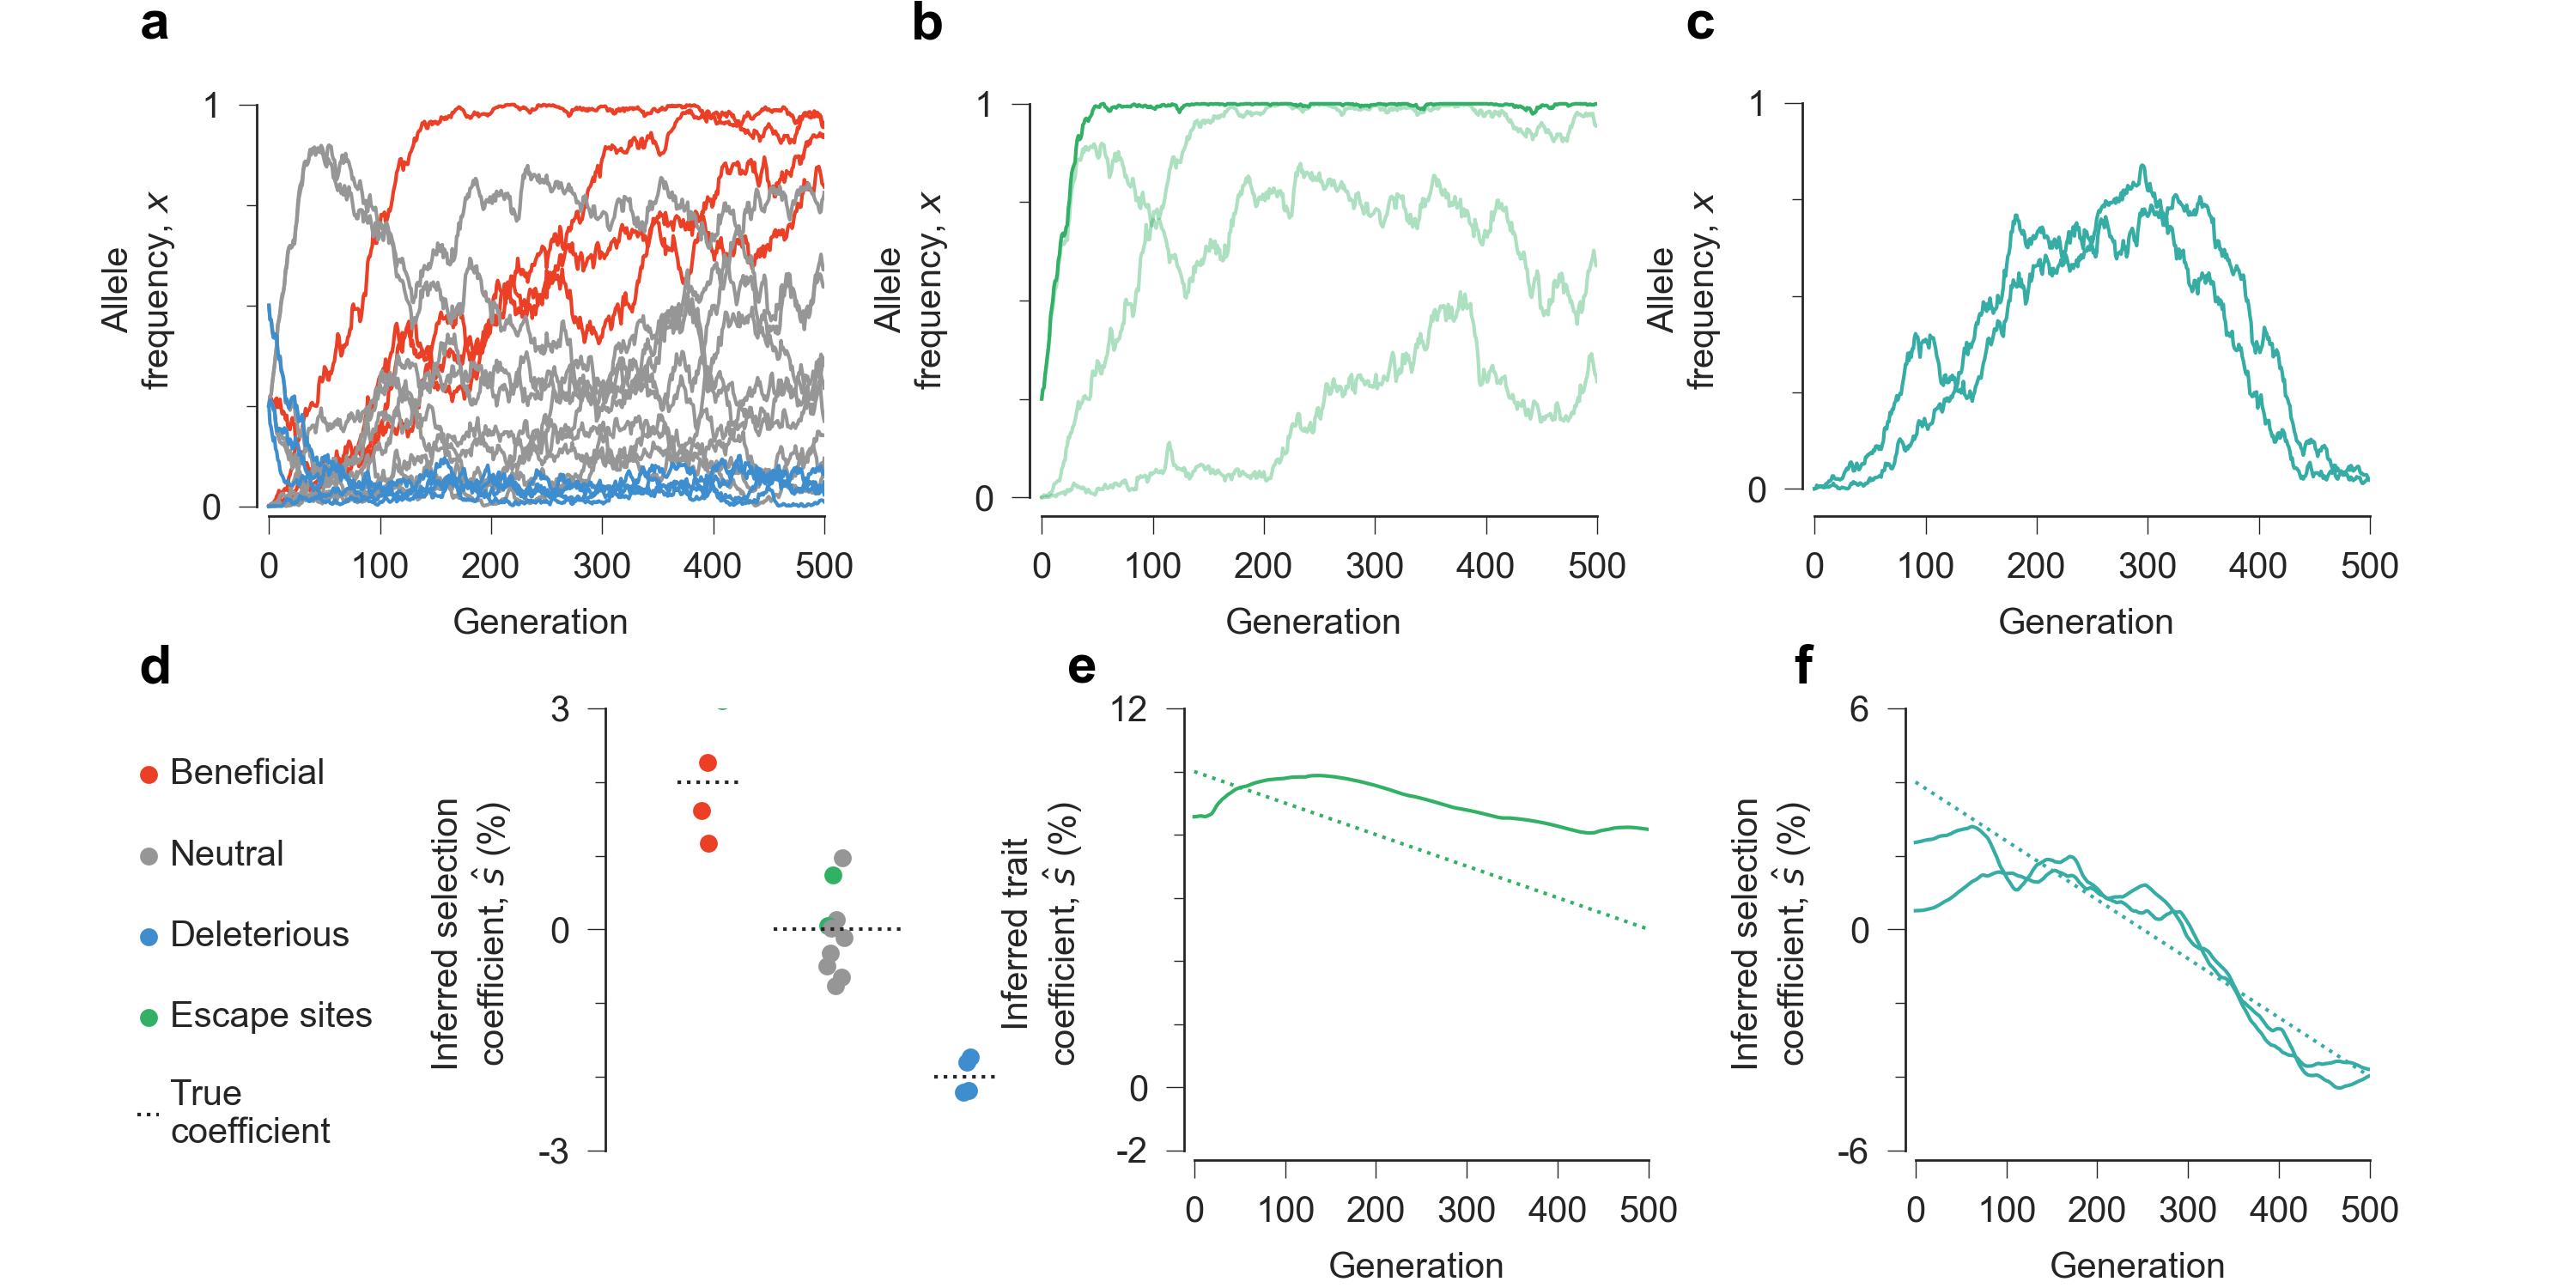 a
b
c
1
0
Allele
frequency, x
0 100 200 300 400 500
Generation
1
0
Allele
frequency, x
0 100 200 300 400 500
Generation
1
0
Allele
frequency, x
0 100 200 300 400 500
Generation
d
Beneficial
Neutral
Deleterious
Escape sites
True
coefficient
3
0
-3
Inferred selection
coefficient, ŝ (%)
e
12
0
-2
Inferred trait
coefficient, ŝ (%)
0 100 200 300 400 500
Generation
f
6
0
-6
Inferred selection
coefficient, ŝ (%)
0 100 200 300 400 500
Generation